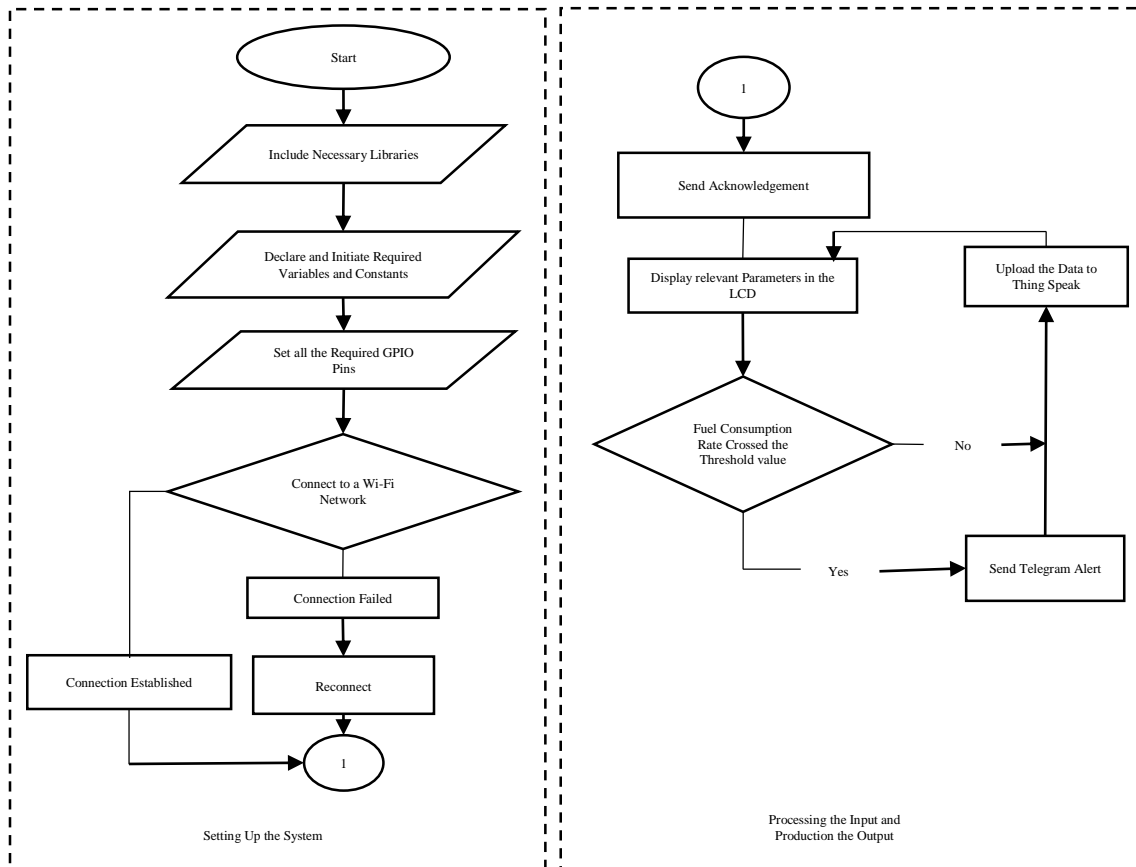 Start
Include Necessary Libraries
Declare and Initiate Required
Variables and Constants
Set all the Required GPIO
Pins
Connect to a Wi-Fi
Network
Connection Failed
Connection Established
Reconnect
1
Setting Up the System
1
Send Acknowledgement
Display relevant Parameters in the
LCD
Upload the Data to
Thing Speak
Fuel Consumption
Rate Crossed the
Threshold value
No
Yes
Send Telegram Alert
Processing the Input and
Production the Output